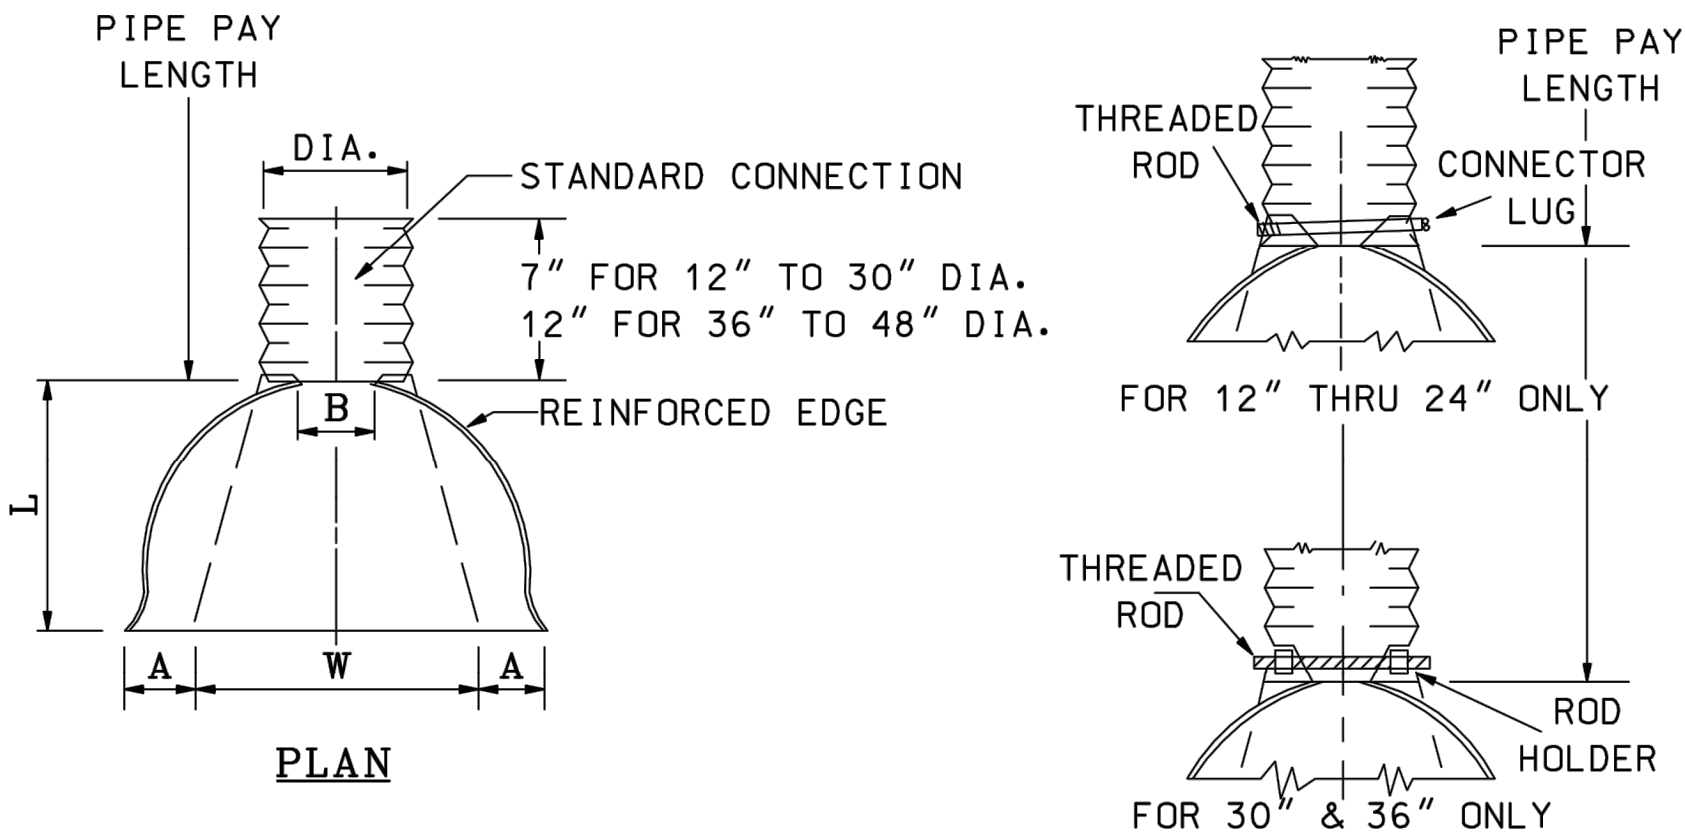 PIPE PAY
LENGTH
DIA.
STANDARD CONNECTION
7" FOR 12" TO 30" DIA.
12" FOR 36" TO 48" DIA.
B
REINFORCED EDGE
L
A
W
A
PLAN
PIPE PAY
LENGTH
THREADED
ROD
CONNECTOR
LUG
FOR 12" THRU 24" ONLY
THREADED
ROD
ROD
HOLDER
FOR 30" & 36" ONLY